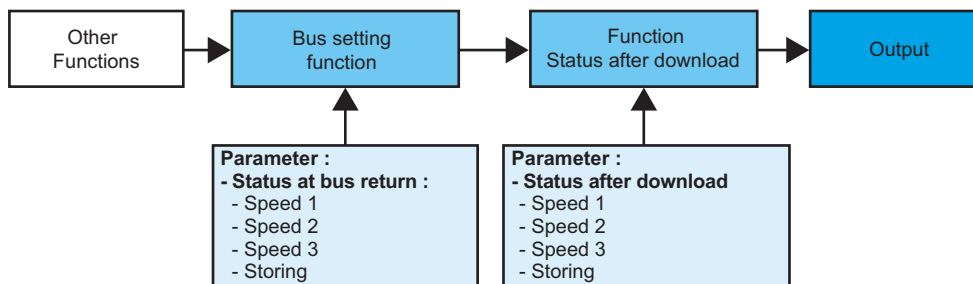 Other
Functions
Bus setting
function
Function
Status after download
Output
Parameter :
- Status at bus return :
- Speed 1
- Speed 2
- Speed 3
- Storing
Parameter :
- Status after download
- Speed 1
- Speed 2
- Speed 3
- Storing